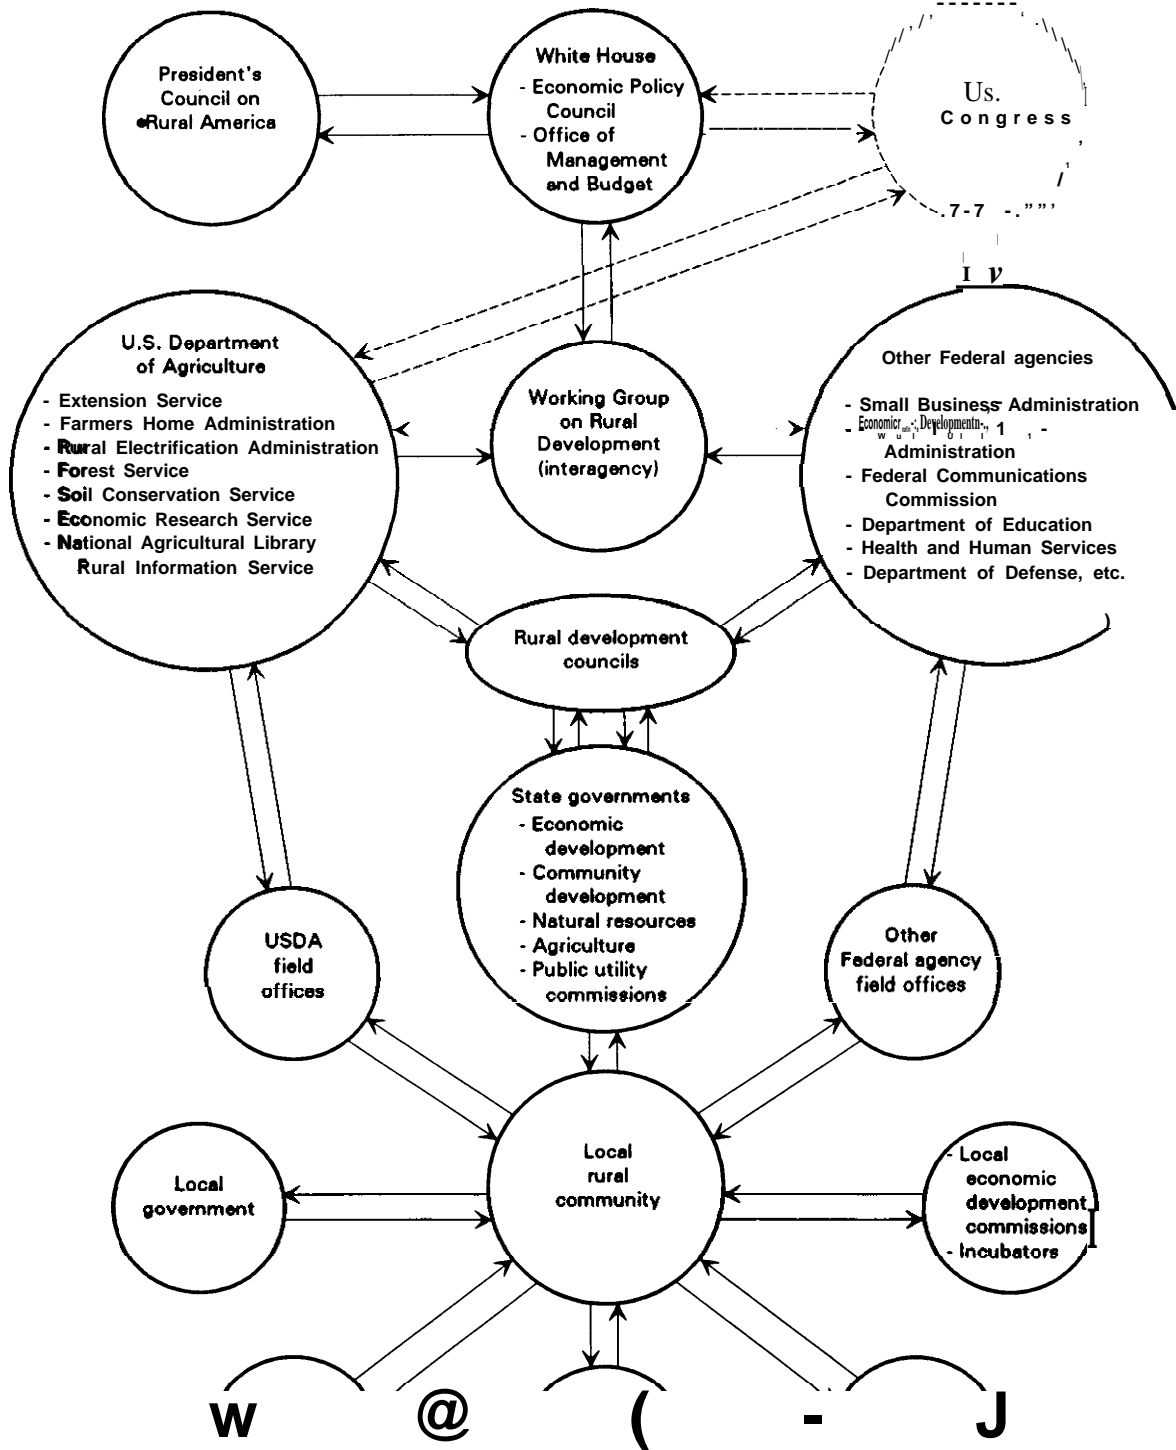 President's
Council on
Rural America
White House
- Economic Policy
Council
- Office of
Management
and Budget
Us.
Congress
U.S. Department
of Agriculture
- Extension Service
- Farmers Home Administration
- Rural Electrification Administration
- Forest Service
- Soil Conservation Service
- Economic Research Service
- National Agricultural Library
Rural Information Service
Working Group
on Rural
Development
(interagency)
Other Federal agencies
- Small Business Administration
- Economic Development
Administration
- Federal Communications
Commission
- Department of Education
- Health and Human Services
- Department of Defense, etc.
Rural development
councils
State governments
- Economic
development
- Community
development
- Natural resources
- Agriculture
- Public utility
commissions
USDA
field
offices
Other
Federal agency
field offices
Local
rural
community
Local
government
- Local
economic
development
commissions
- Incubators
w @ ( - J